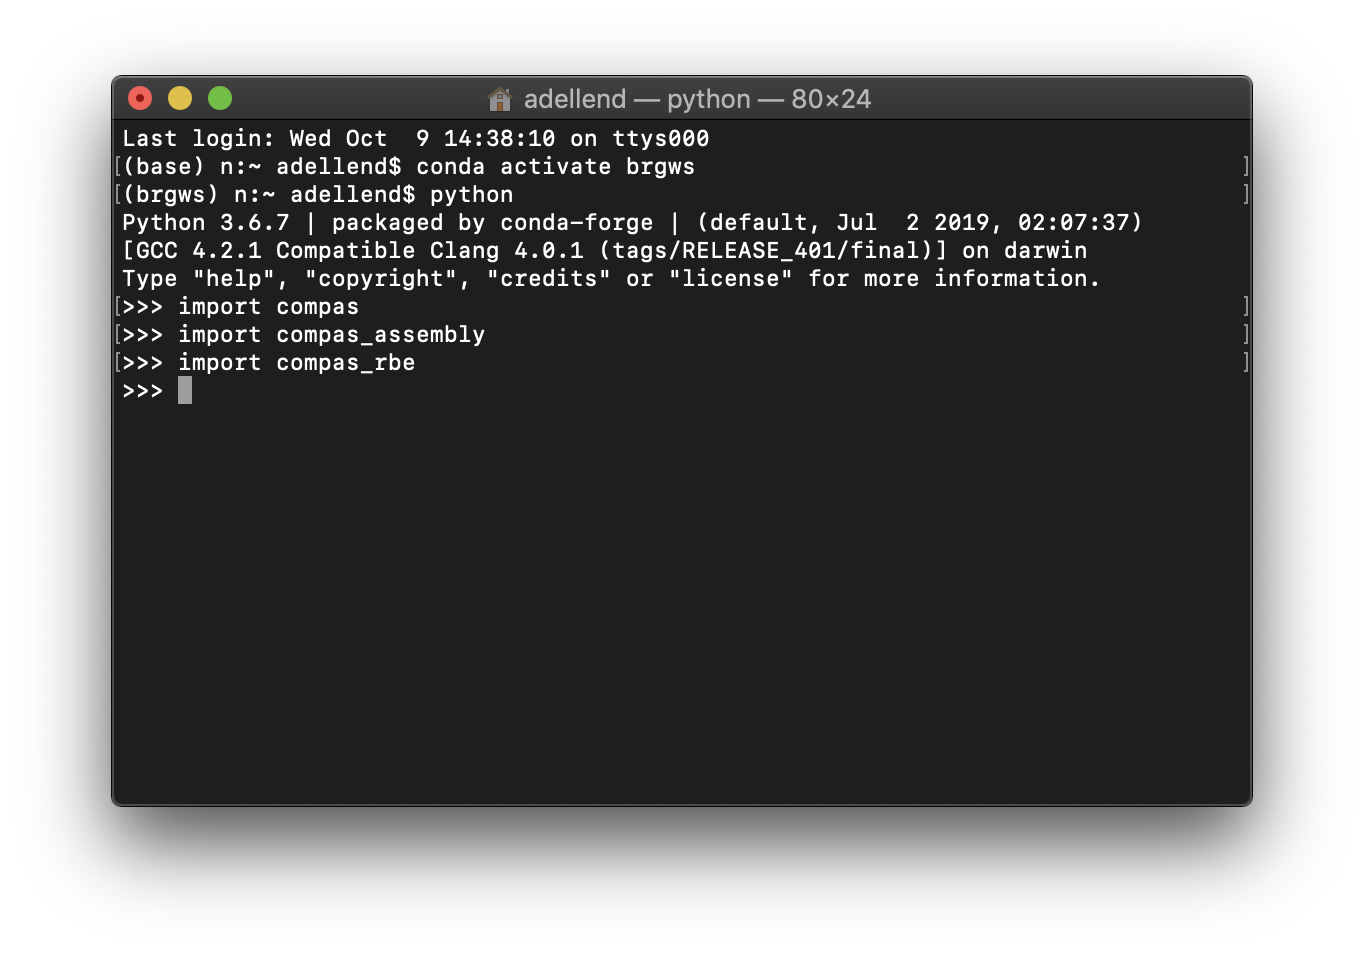 adellend — python — 80×24
Last login: Wed Oct  9 14:38:10 on ttys000
[(base) n:~ adellend$ conda activate brgws ]
[(brgws) n:~ adellend$ python ]
Python 3.6.7 | packaged by conda-forge | (default, Jul  2 2019, 02:07:37)
[GCC 4.2.1 Compatible Clang 4.0.1 (tags/RELEASE_401/final)] on darwin
Type "help", "copyright", "credits" or "license" for more information.
[>>> import compas ]
[>>> import compas_assembly ]
[>>> import compas_rbe ]
>>>